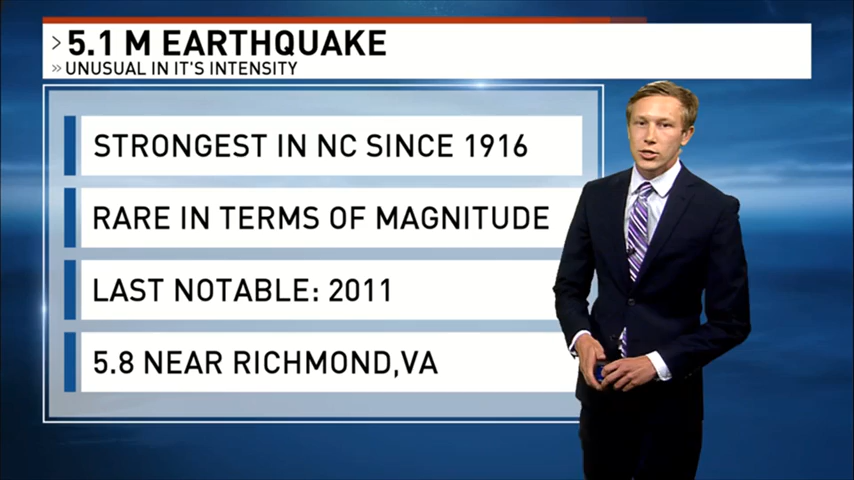 > 5.1 M EARTHQUAKE
» UNUSUAL IN IT'S INTENSITY
STRONGEST IN NC SINCE 1916
RARE IN TERMS OF MAGNITUDE
LAST NOTABLE: 2011
5.8 NEAR RICHMOND,VA